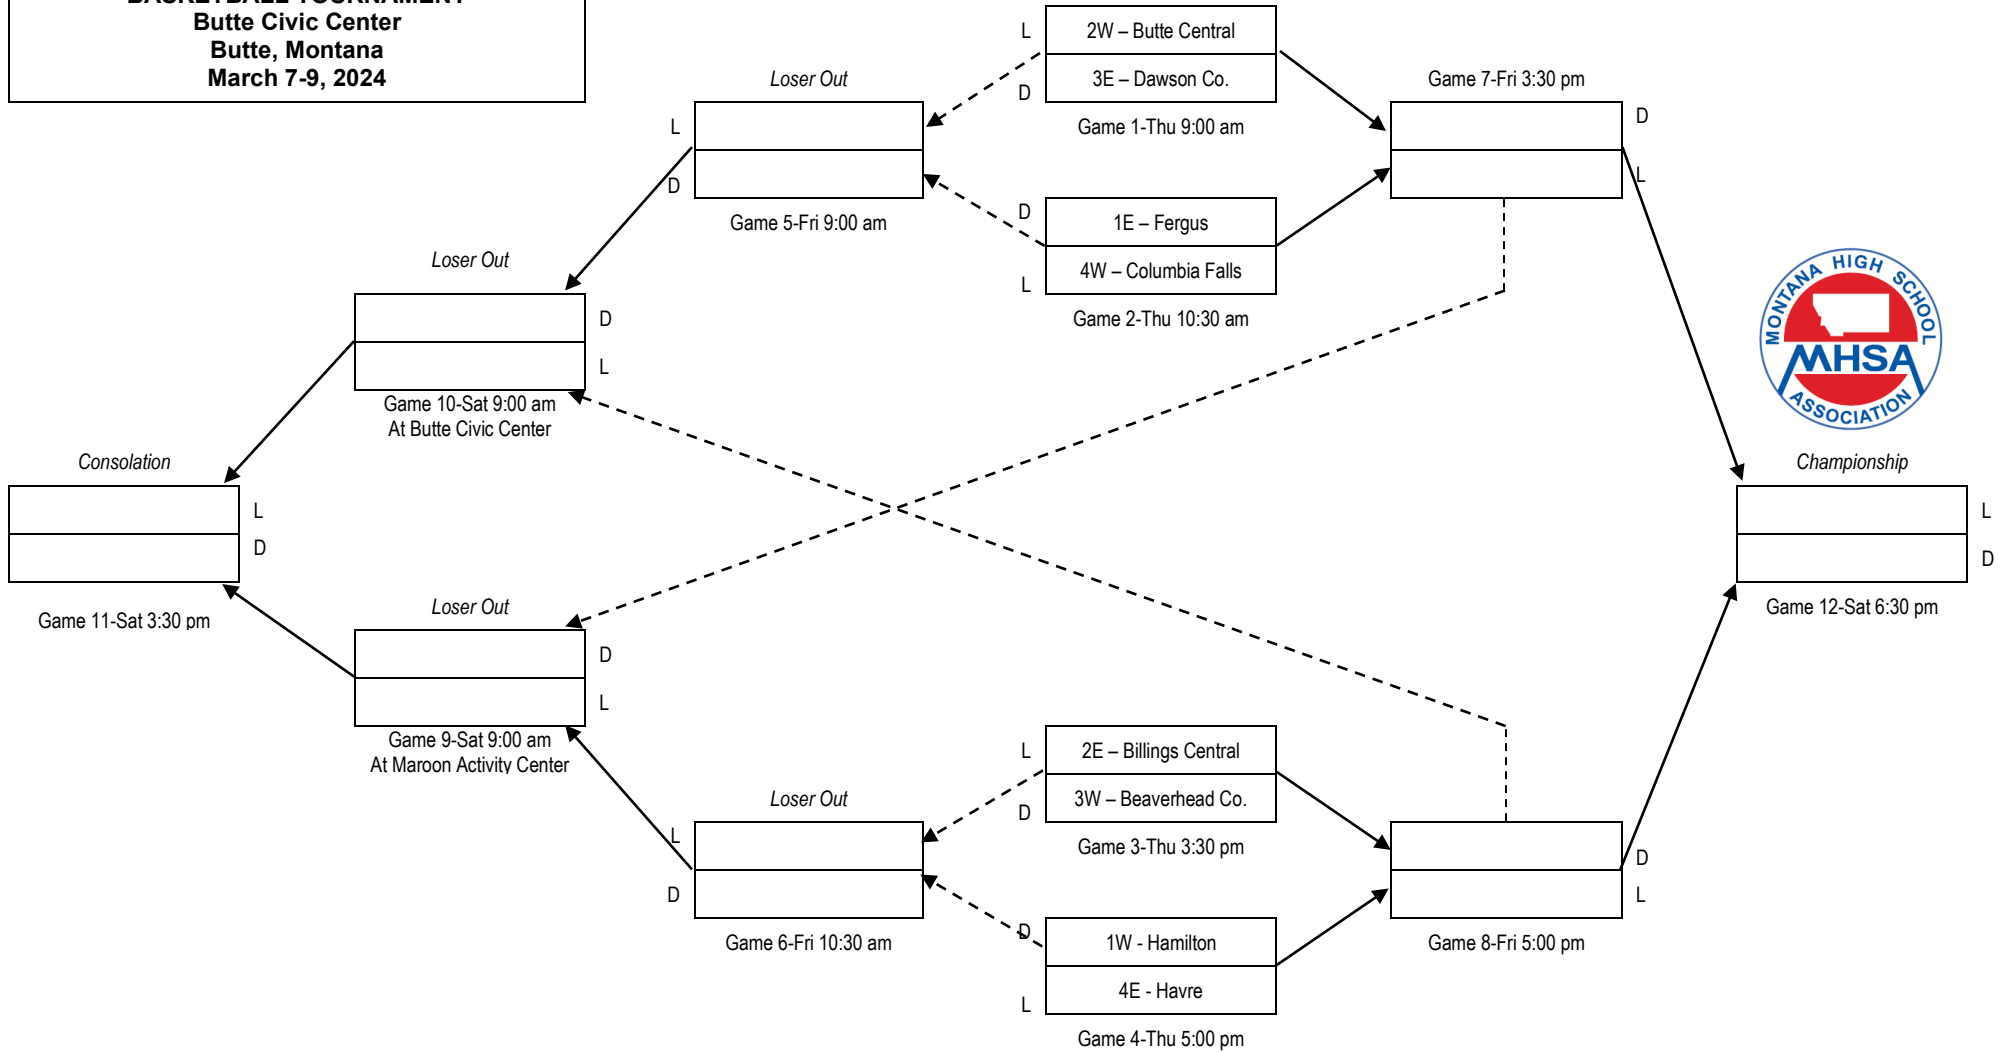 BASKETBALL TOURNAMENT
Butte Civic Center
Butte, Montana
March 7-9, 2024
L
2W – Butte Central
3E – Dawson Co.
D
Game 1-Thu 9:00 am
Loser Out
L
D
Game 5-Fri 9:00 am
Game 7-Fri 3:30 pm
D
L
D
1E – Fergus
4W – Columbia Falls
L
Game 2-Thu 10:30 am
Loser Out
D
L
Game 10-Sat 9:00 am
At Butte Civic Center
MONTANA HIGH SCHOOL
MHSA
ASSOCIATION
Consolation
L
D
Game 11-Sat 3:30 pm
Championship
L
D
Game 12-Sat 6:30 pm
Loser Out
D
L
Game 9-Sat 9:00 am
At Maroon Activity Center
L
2E – Billings Central
3W – Beaverhead Co.
D
Game 3-Thu 3:30 pm
Loser Out
L
D
Game 6-Fri 10:30 am
D
L
Game 8-Fri 5:00 pm
D
1W - Hamilton
4E - Havre
L
Game 4-Thu 5:00 pm